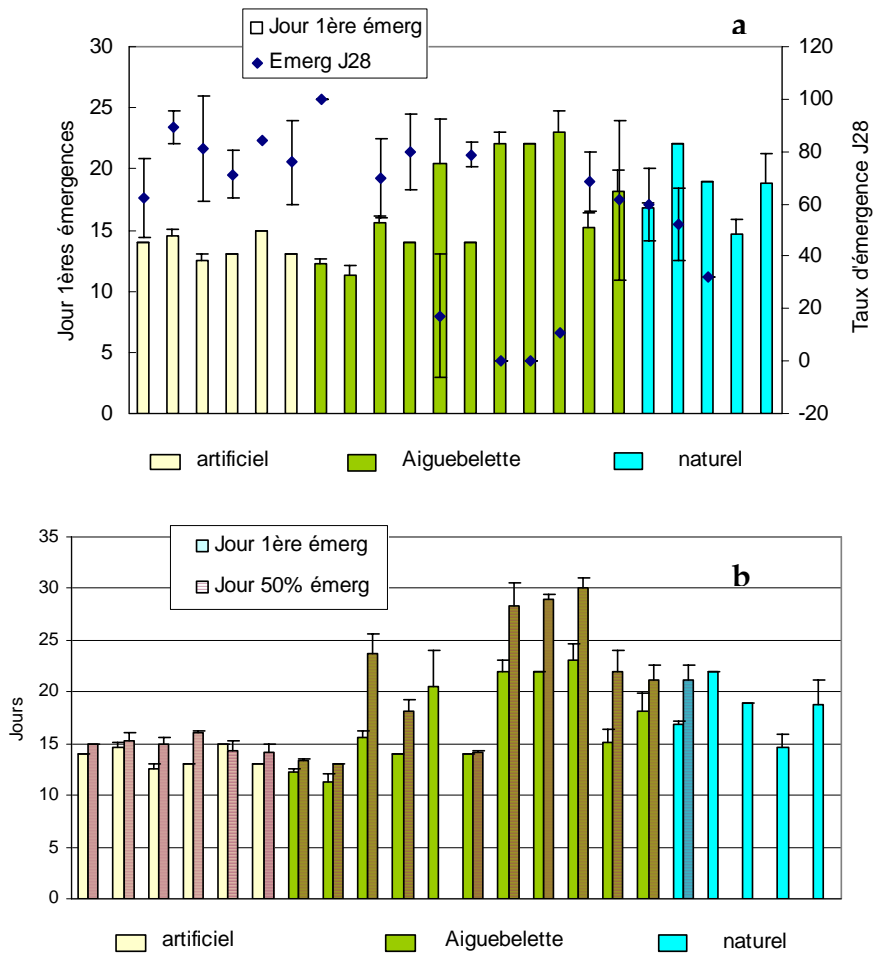 a
Jour 1ère émerg
Emerg J28
Jour 1ères émergences
30
25
20
15
10
5
0
120
100
80
60
40
20
0
-20
Taux d'émergence J28
artificiel Aiguebelette naturel
b
Jour 1ère émerg
Jour 50% émerg
Jours
35
30
25
20
15
10
5
0
artificiel Aiguebelette naturel